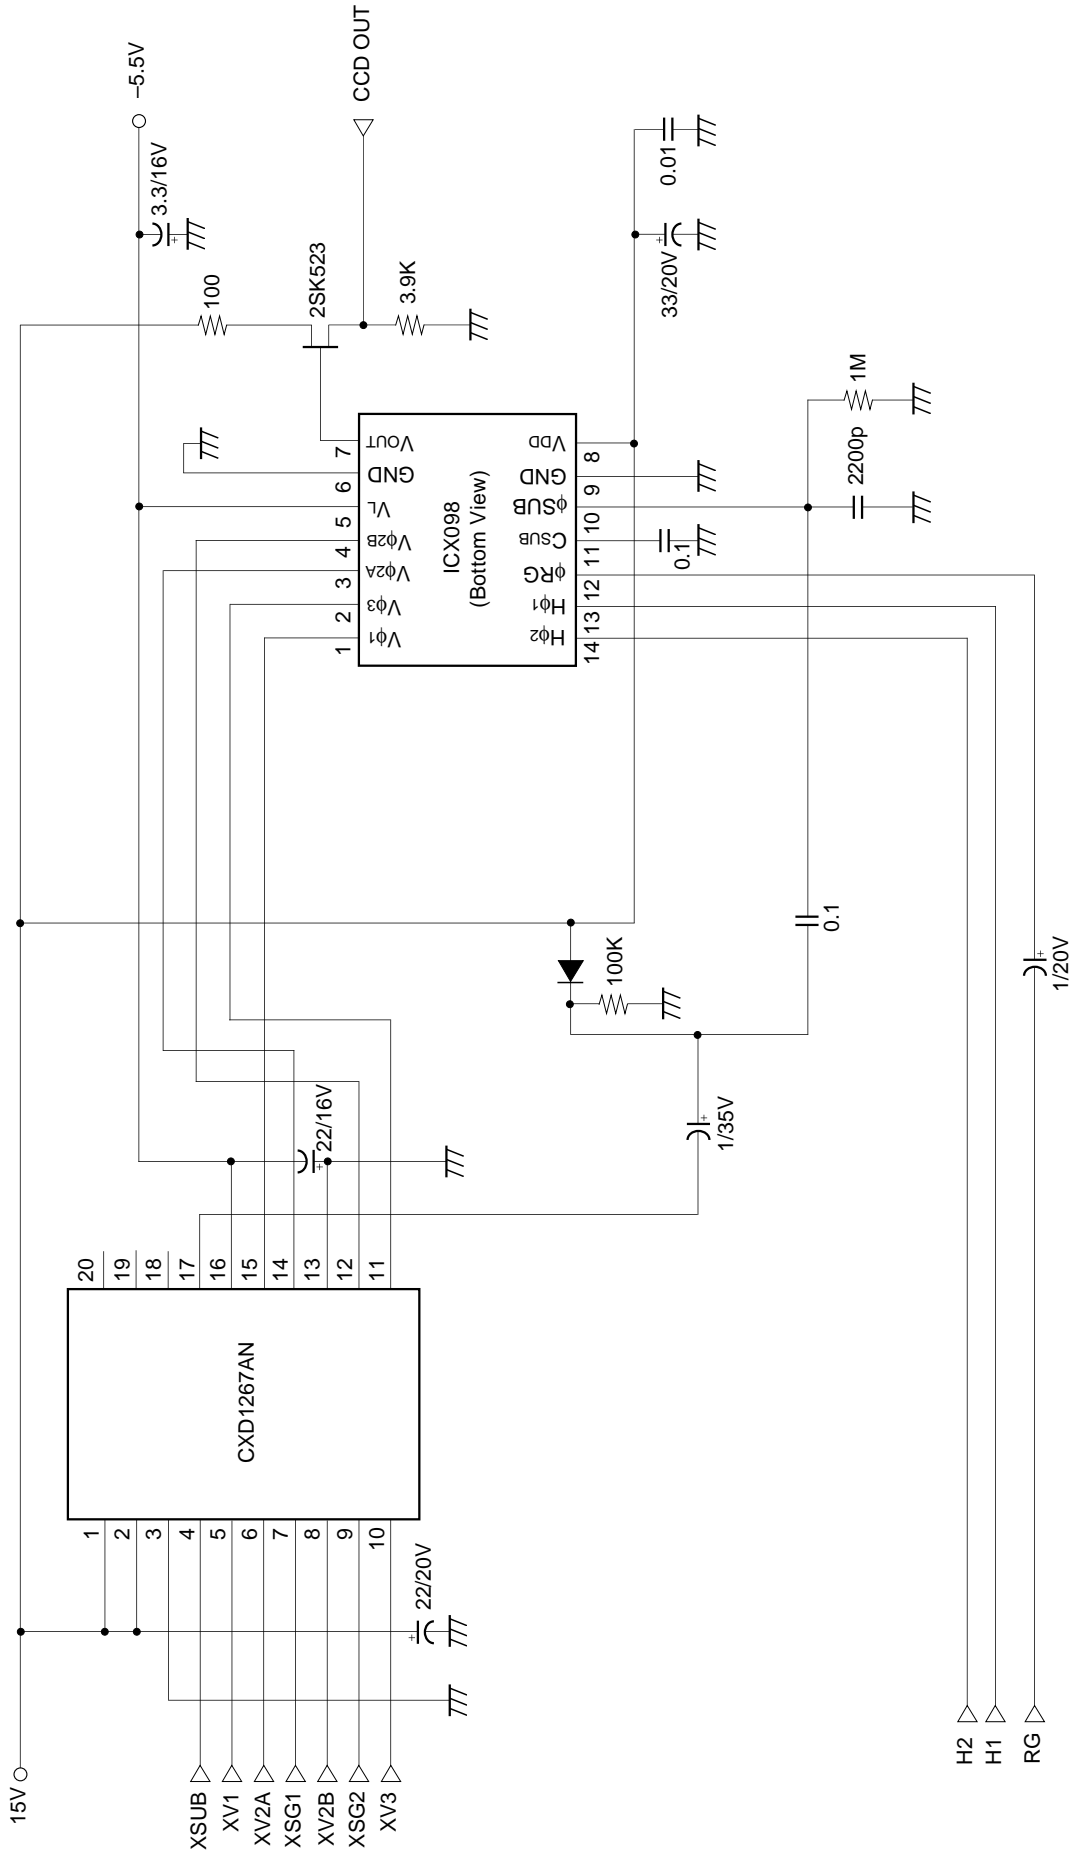 15V
–5.5V
3.3/16V
100
2SK523
CCD OUT
3.9K
XSUB
XV1
XV2A
XSG1
XV2B
XSG2
XV3
1
2
3
4
5
6
7
8
9
10
CXD1267AN
20
19
18
17
16
15
14
13
12
11
22/20V
22/16V
1/35V
100K
0.1
1
2
3
4
5
6
7
Vϕ1
Vϕ3
Vϕ2A
Vϕ2B
VL
GND
VOUT
ICX098
(Bottom View)
Hϕ2
Hϕ1
ϕRG
CSUB
ϕSUB
GND
VDD
14
13
12
11
10
9
8
0.1
33/20V
0.01
2200p
1M
H2
H1
RG
1/20V